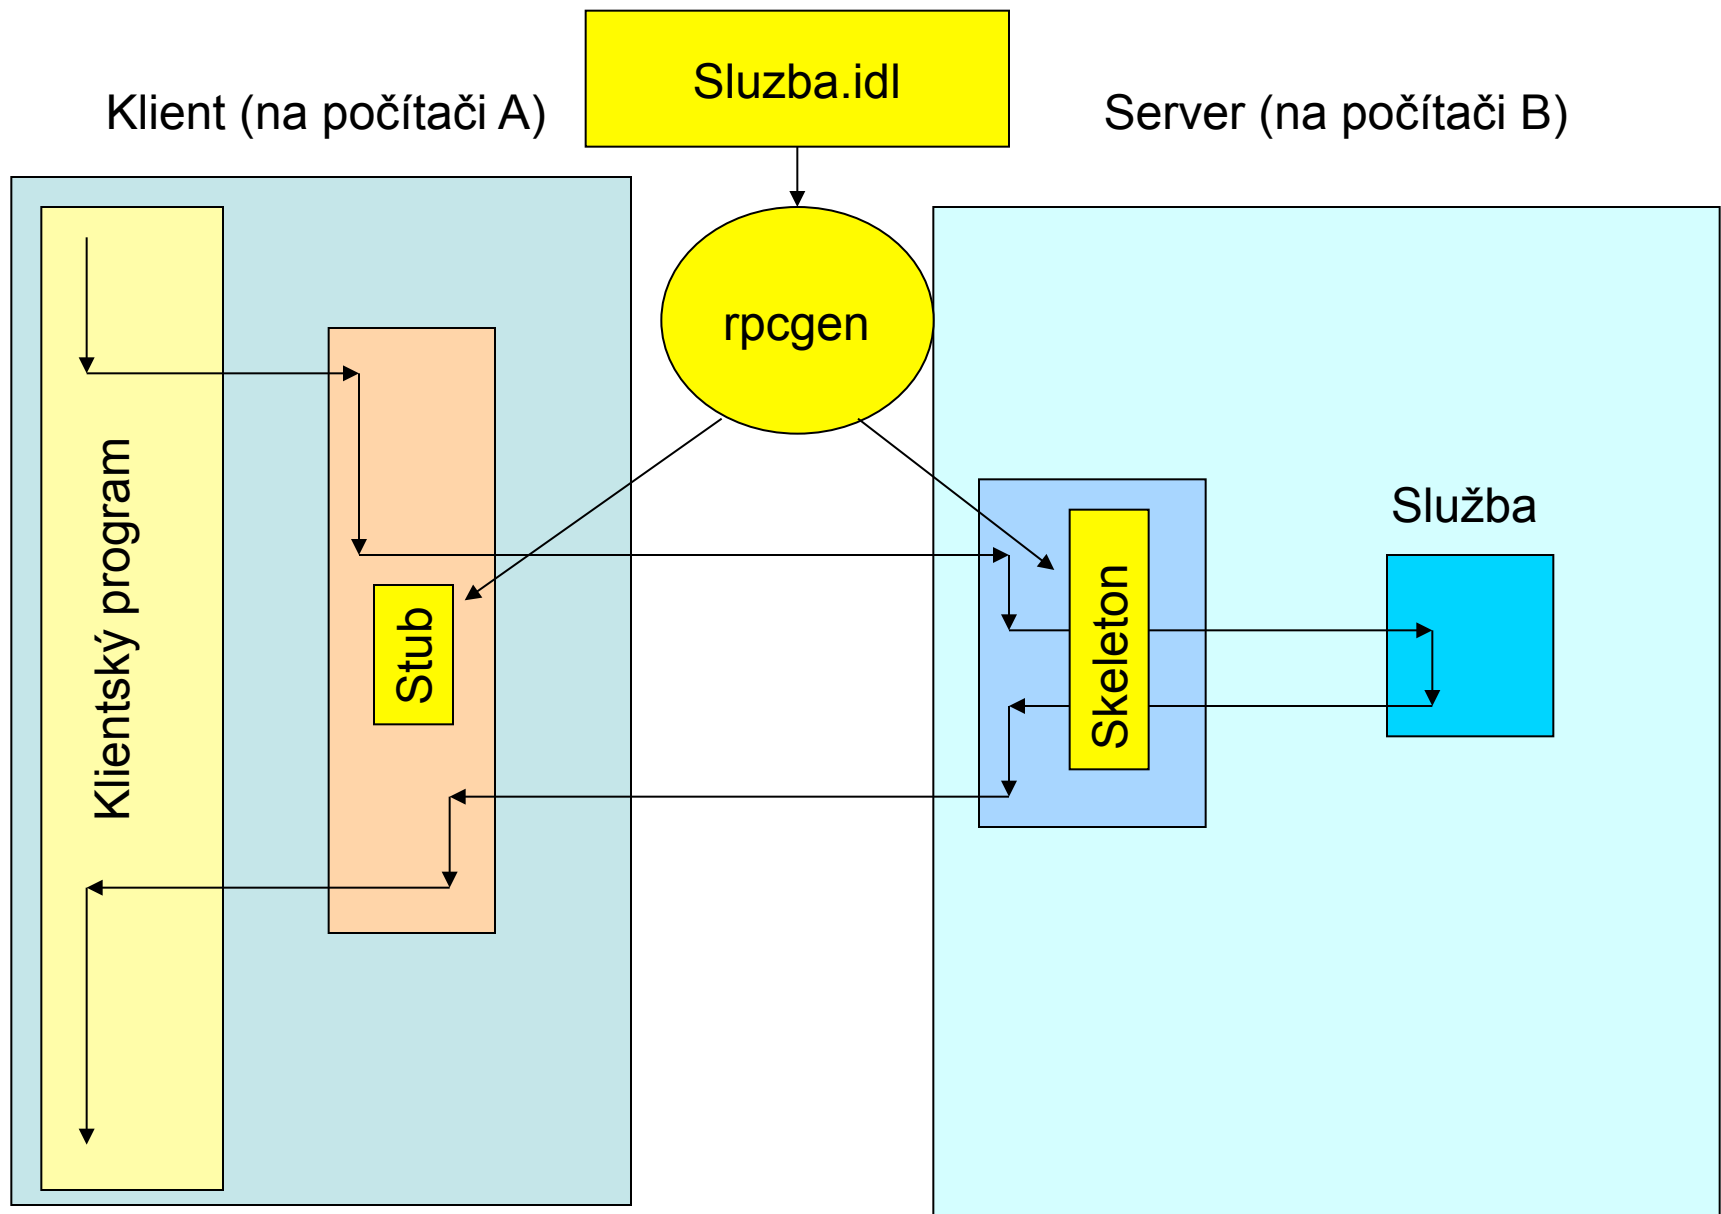 Sluzba.idl
Klient (na počítači A)
Server (na počítači B)
rpcgen
Klientský program
Stub
Skeleton
Služba